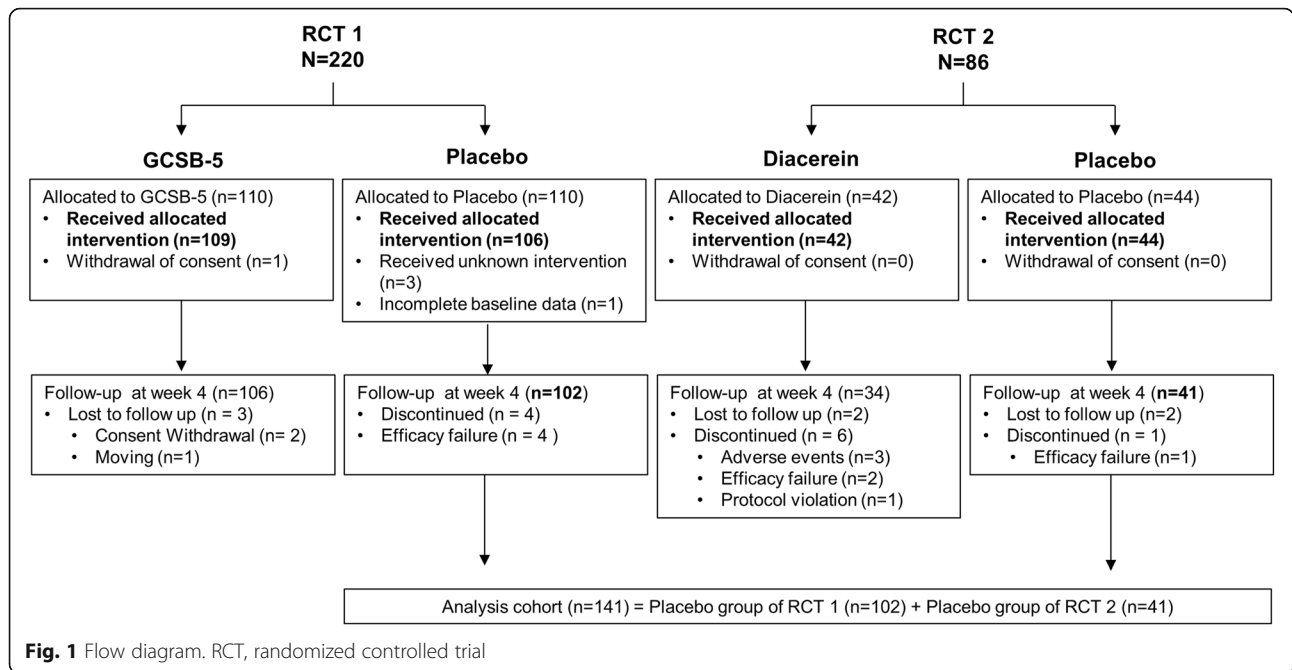 RCT 1
N=220
RCT 2
N=86
GCSB-5
Placebo
Diacerein
Placebo
Allocated to GCSB-5 (n=110)
• Received allocated
intervention (n=109)
• Withdrawal of consent (n=1)
Allocated to Placebo (n=110)
• Received allocated
intervention (n=106)
• Received unknown intervention
(n=3)
• Incomplete baseline data (n=1)
Allocated to Diacerein (n=42)
• Received allocated
intervention (n=42)
• Withdrawal of consent (n=0)
Allocated to Placebo (n=44)
• Received allocated
intervention (n=44)
• Withdrawal of consent (n=0)
Follow-up at week 4 (n=106)
• Lost to follow up (n = 3)
• Consent Withdrawal (n= 2)
• Moving (n=1)
Follow-up at week 4 (n=102)
• Discontinued (n = 4)
• Efficacy failure (n = 4 )
Follow-up at week 4 (n=34)
• Lost to follow up (n=2)
• Discontinued (n = 6)
• Adverse events (n=3)
• Efficacy failure (n=2)
• Protocol violation (n=1)
Follow-up at week 4 (n=41)
• Lost to follow up (n=2)
• Discontinued (n = 1)
• Efficacy failure (n=1)
Analysis cohort (n=141) = Placebo group of RCT 1 (n=102) + Placebo group of RCT 2 (n=41)
Fig. 1 Flow diagram. RCT, randomized controlled trial